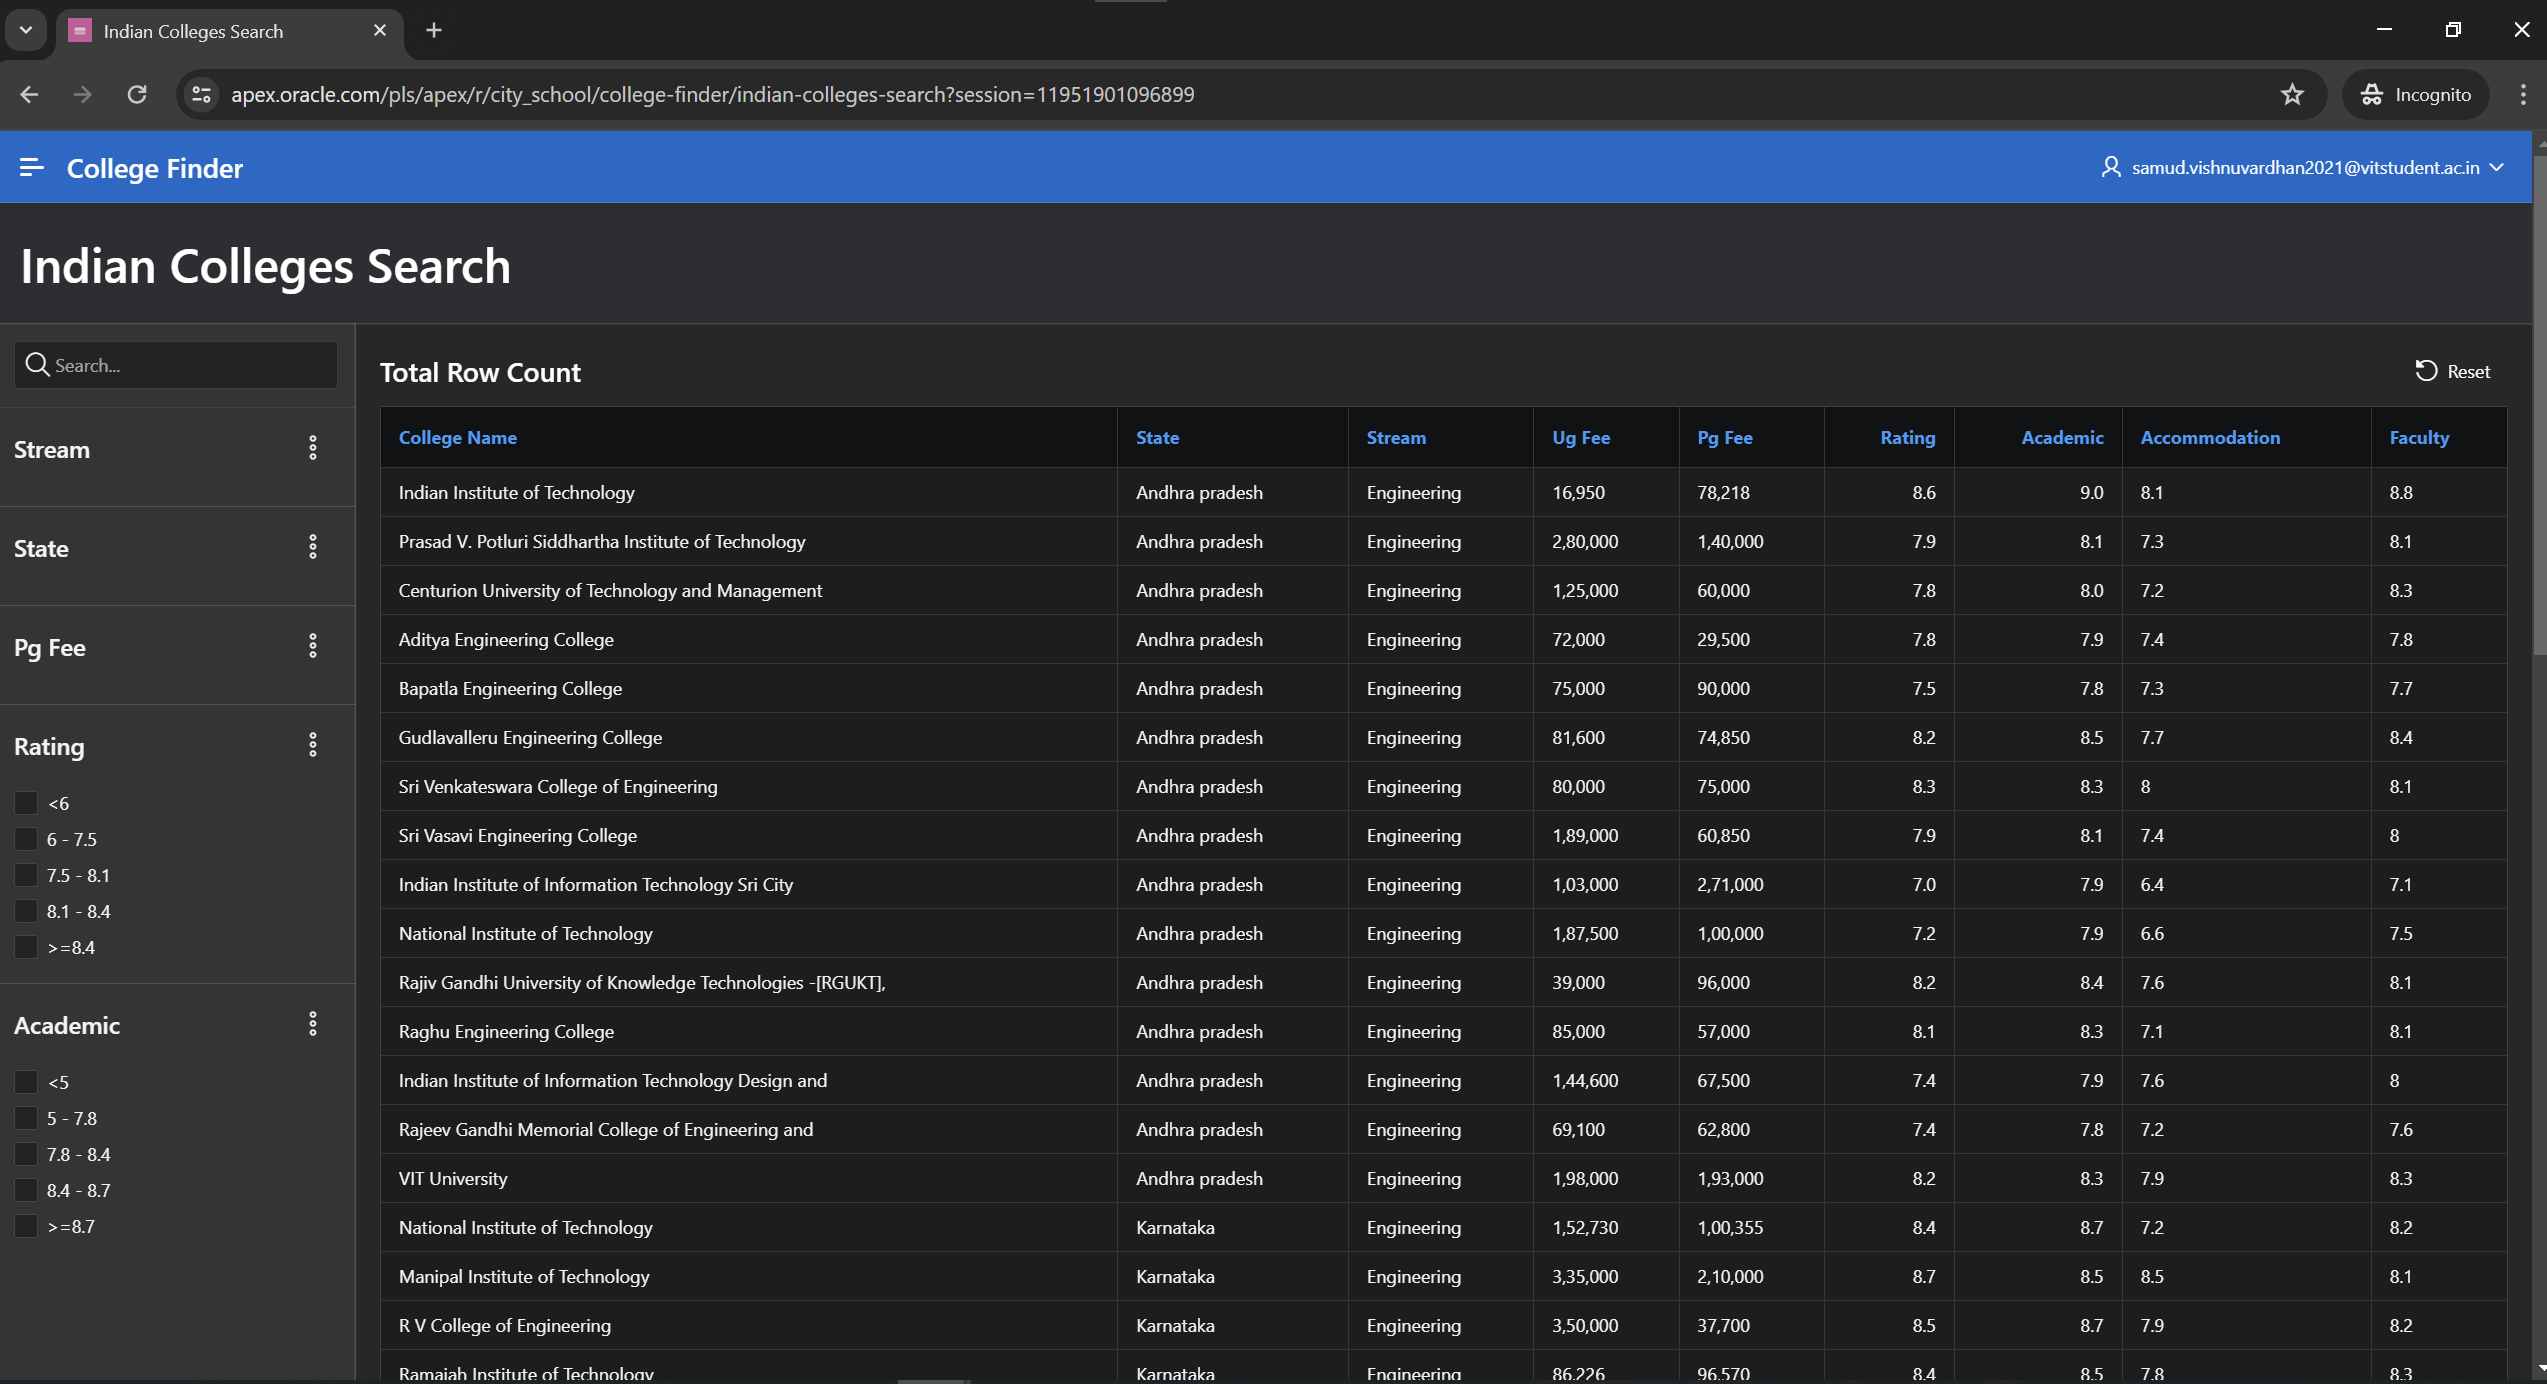 Indian Colleges Search
apex.oracle.com/pls/apex/r/city_school/college-finder/indian-colleges-search?session=11951901096899
Incognito
College Finder
samud.vishnuvardhan2021@vitstudent.ac.in
Indian Colleges Search
Search...
Stream
State
Pg Fee
Rating
<6
6 - 7.5
7.5 - 8.1
8.1 - 8.4
>=8.4
Academic
<5
5 - 7.8
7.8 - 8.4
8.4 - 8.7
>=8.7
Total Row Count
Reset
College Name State Stream Ug Fee Pg Fee Rating Academic Accommodation Faculty
Indian Institute of Technology Andhra pradesh Engineering 16,950 78,218 8.6 9.0 8.1 8.8
Prasad V. Potluri Siddhartha Institute of Technology Andhra pradesh Engineering 2,80,000 1,40,000 7.9 8.1 7.3 8.1
Centurion University of Technology and Management Andhra pradesh Engineering 1,25,000 60,000 7.8 8.0 7.2 8.3
Aditya Engineering College Andhra pradesh Engineering 72,000 29,500 7.8 7.9 7.4 7.8
Bapatla Engineering College Andhra pradesh Engineering 75,000 90,000 7.5 7.8 7.3 7.7
Gudlavalleru Engineering College Andhra pradesh Engineering 81,600 74,850 8.2 8.5 7.7 8.4
Sri Venkateswara College of Engineering Andhra pradesh Engineering 80,000 75,000 8.3 8.3 8 8.1
Sri Vasavi Engineering College Andhra pradesh Engineering 1,89,000 60,850 7.9 8.1 7.4 8
Indian Institute of Information Technology Sri City Andhra pradesh Engineering 1,03,000 2,71,000 7.0 7.9 6.4 7.1
National Institute of Technology Andhra pradesh Engineering 1,87,500 1,00,000 7.2 7.9 6.6 7.5
Rajiv Gandhi University of Knowledge Technologies -[RGUKT], Andhra pradesh Engineering 39,000 96,000 8.2 8.4 7.6 8.1
Raghu Engineering College Andhra pradesh Engineering 85,000 57,000 8.1 8.3 7.1 8.1
Indian Institute of Information Technology Design and Andhra pradesh Engineering 1,44,600 67,500 7.4 7.9 7.6 8
Rajeev Gandhi Memorial College of Engineering and Andhra pradesh Engineering 69,100 62,800 7.4 7.8 7.2 7.6
VIT University Andhra pradesh Engineering 1,98,000 1,93,000 8.2 8.3 7.9 8.3
National Institute of Technology Karnataka Engineering 1,52,730 1,00,355 8.4 8.7 7.2 8.2
Manipal Institute of Technology Karnataka Engineering 3,35,000 2,10,000 8.7 8.5 8.5 8.1
R V College of Engineering Karnataka Engineering 3,50,000 37,700 8.5 8.7 7.9 8.2
Ramaiah Institute of Technology Karnataka Engineering 86,226 96,570 8.4 8.5 7.8 8.3